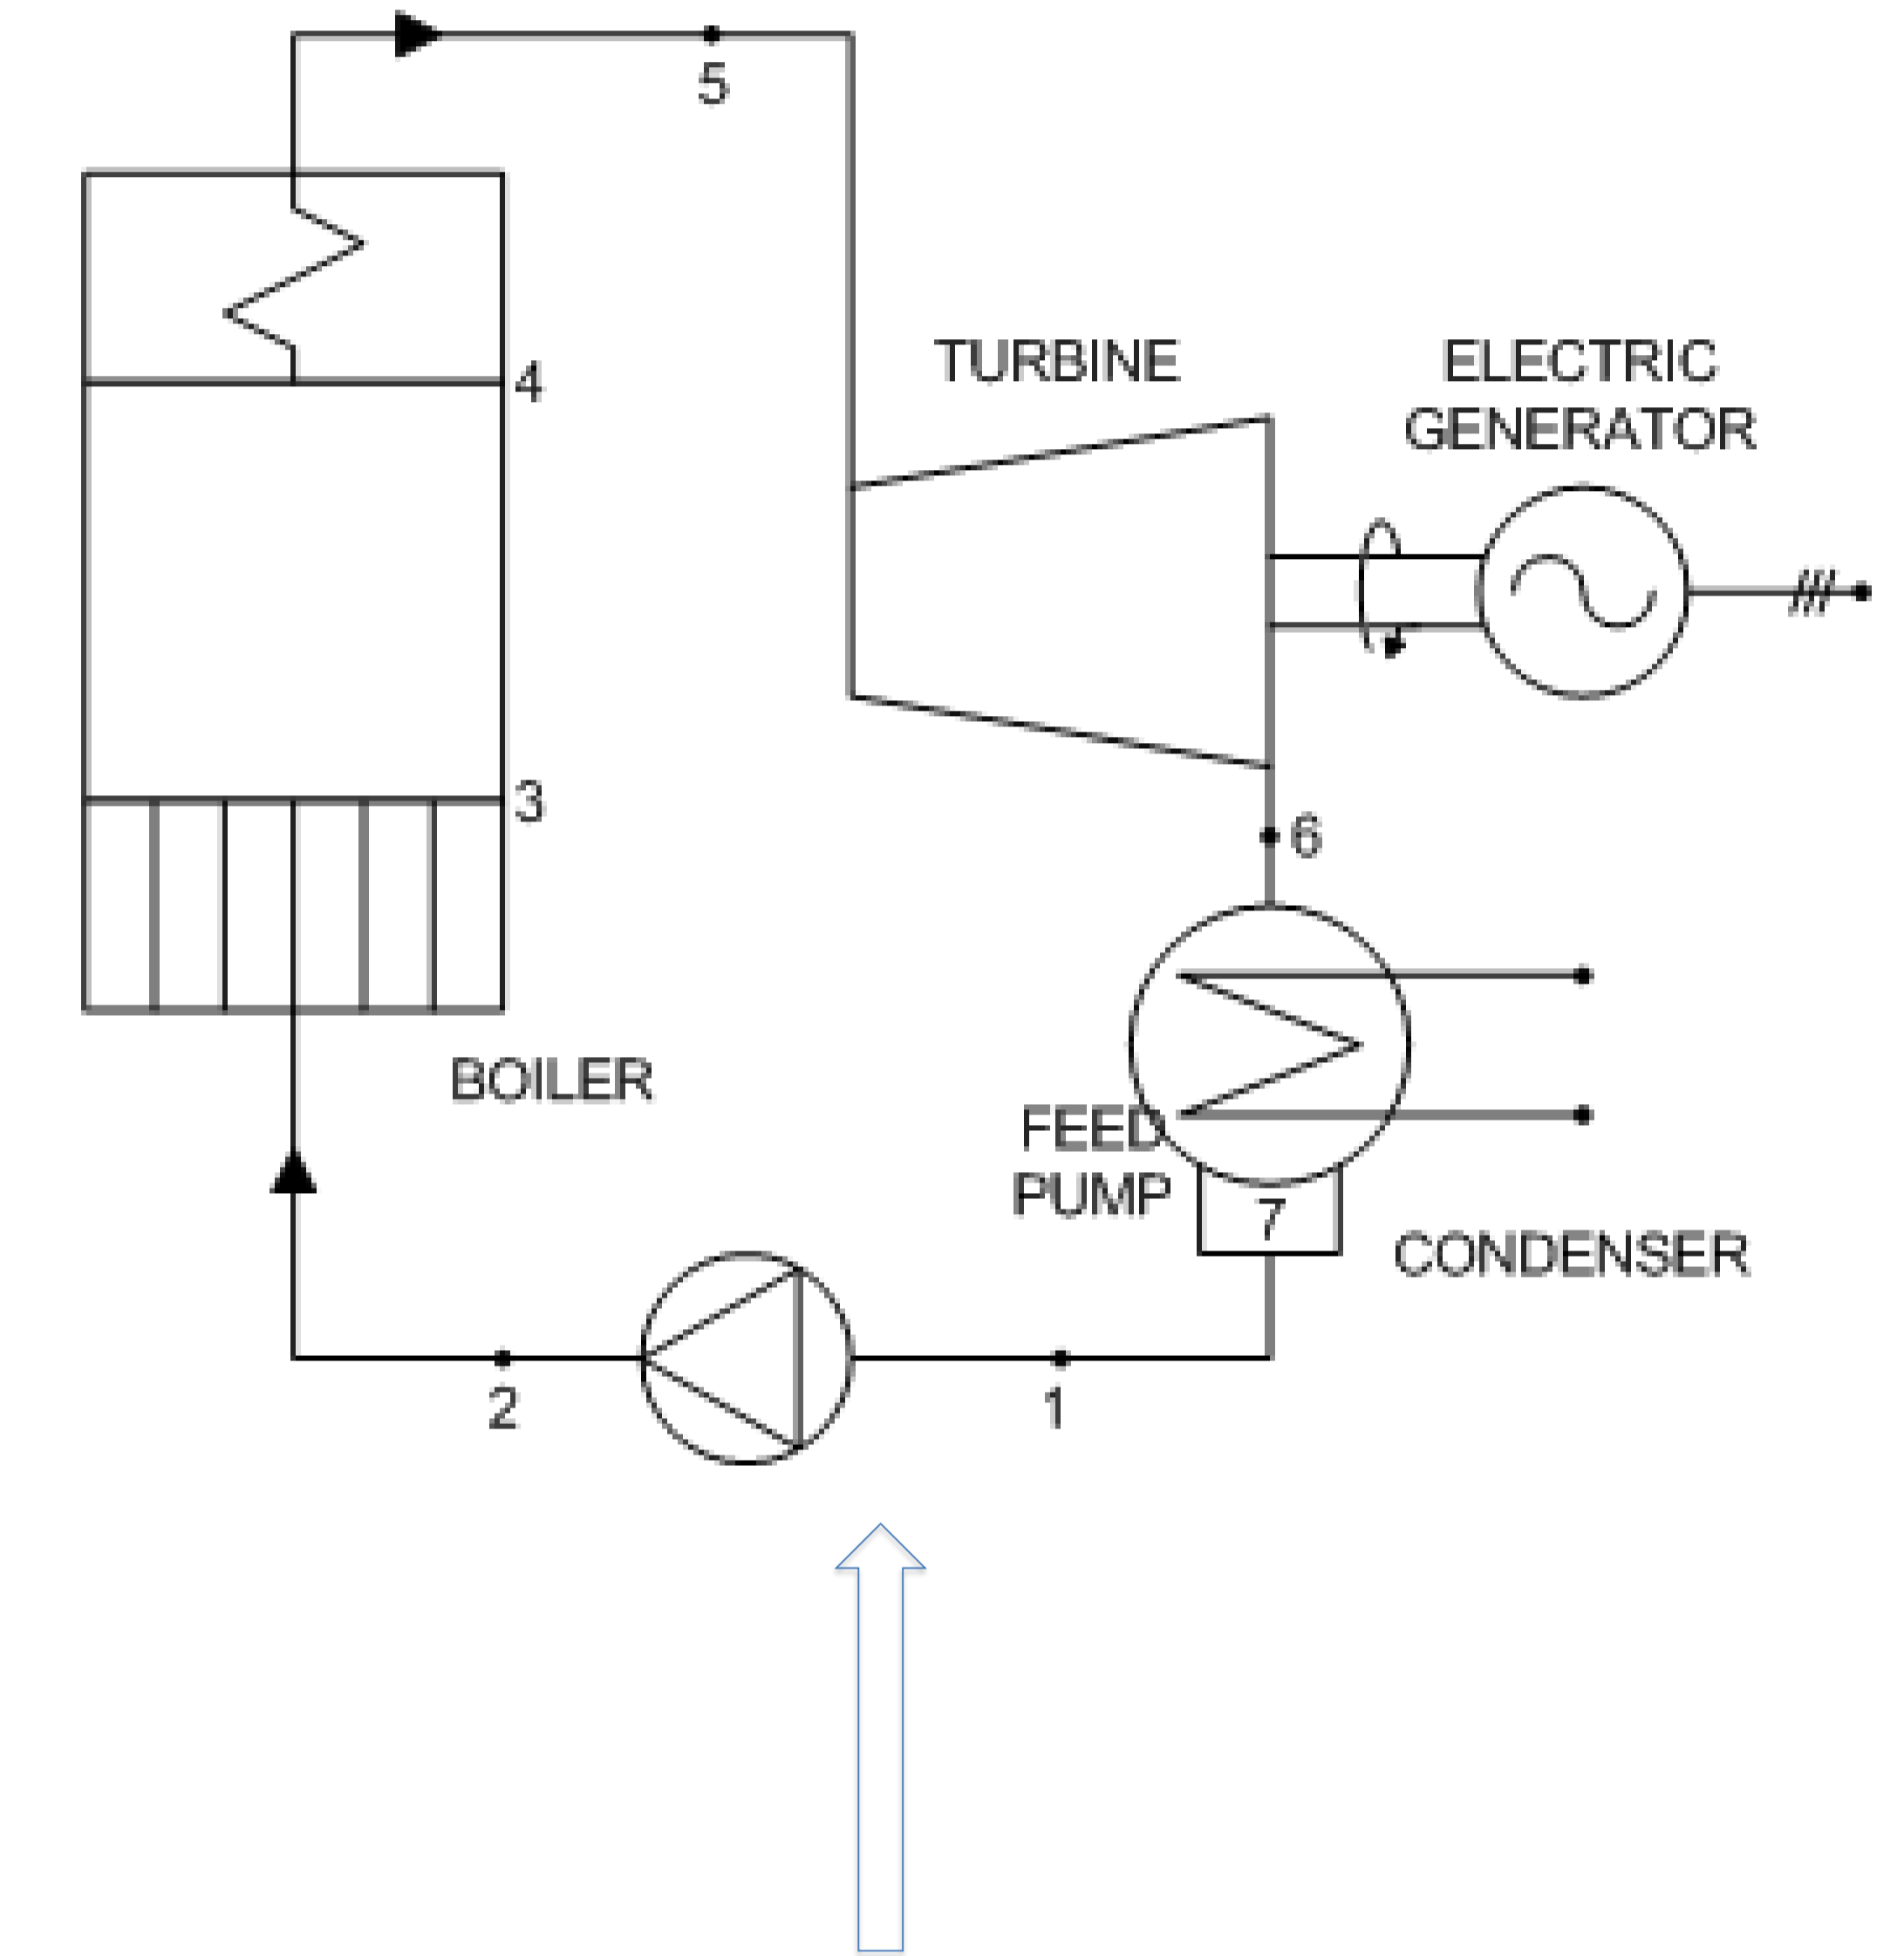 5
4
TURBINE
ELECTRIC
GENERATOR
3
6
BOILER
FEED
PUMP
7
CONDENSER
2
1